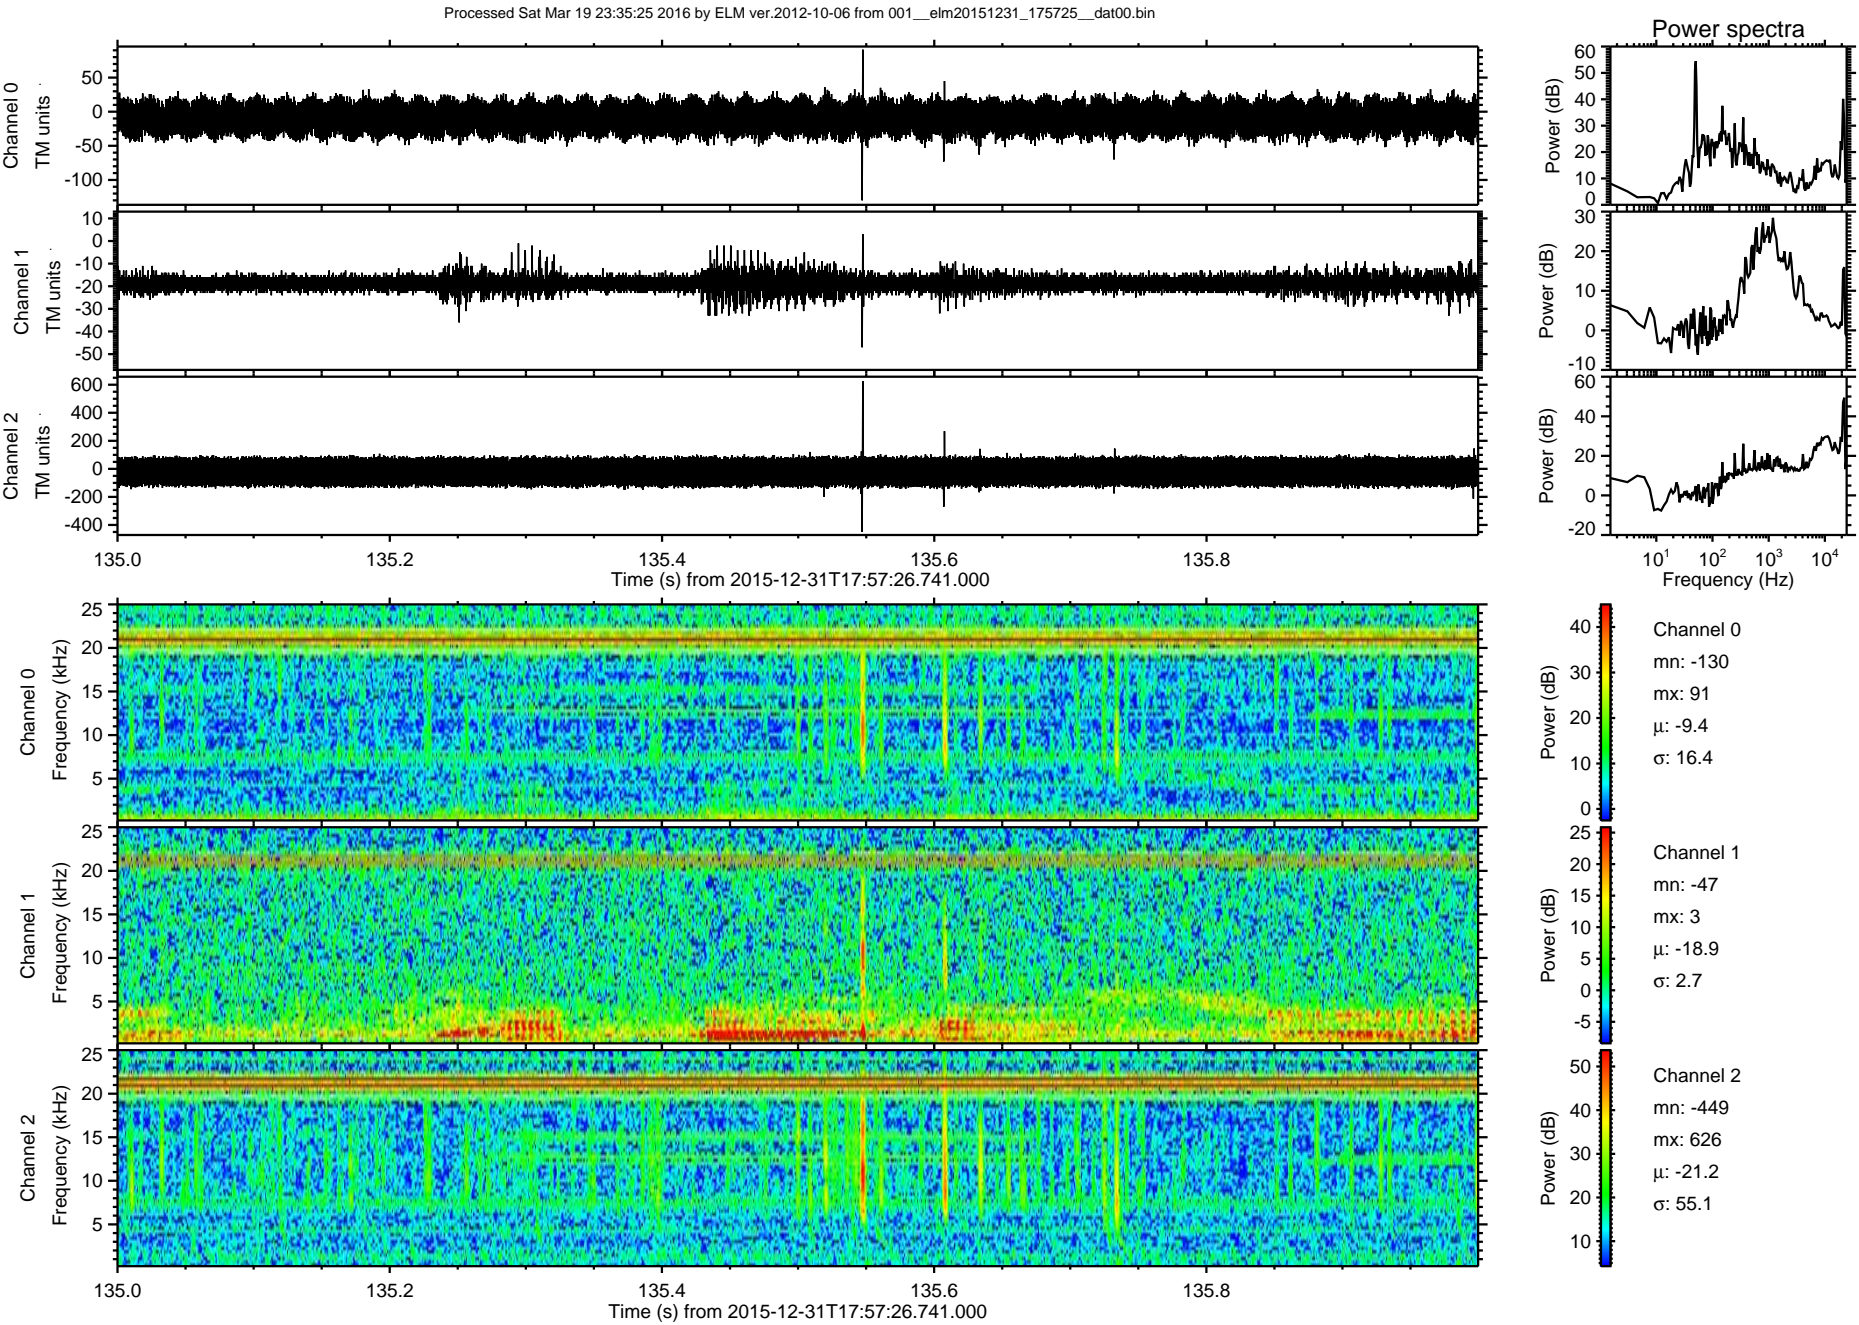 Processed Sat Mar 19 23:35:25 2016 by ELM ver.2012-10-06 from 001__elm20151231_175725__dat00.bin
Power spectra
Channel 0
TM units
50
0
-50
-100
Power (dB)
60
50
40
30
20
10
0
Channel 1
TM units
10
0
-10
-20
-30
-40
-50
Power (dB)
30
20
10
0
-10
Channel 2
TM units
600
400
200
0
-200
-400
Power (dB)
60
40
20
0
-20
135.0 135.2 135.4 135.6 135.8
Time (s) from 2015-12-31T17:57:26.741.000
10¹ 10² 10³ 10⁴
Frequency (Hz)
Channel 0
Frequency (kHz)
25
20
15
10
5
Power (dB)
40
30
20
10
0
Channel 0
mn: -130
mx: 91
μ: -9.4
σ: 16.4
Channel 1
Frequency (kHz)
25
20
15
10
5
Power (dB)
25
20
15
10
5
0
-5
Channel 1
mn: -47
mx: 3
μ: -18.9
σ: 2.7
Channel 2
Frequency (kHz)
25
20
15
10
5
Power (dB)
50
40
30
20
10
Channel 2
mn: -449
mx: 626
μ: -21.2
σ: 55.1
135.0 135.2 135.4 135.6 135.8
Time (s) from 2015-12-31T17:57:26.741.000